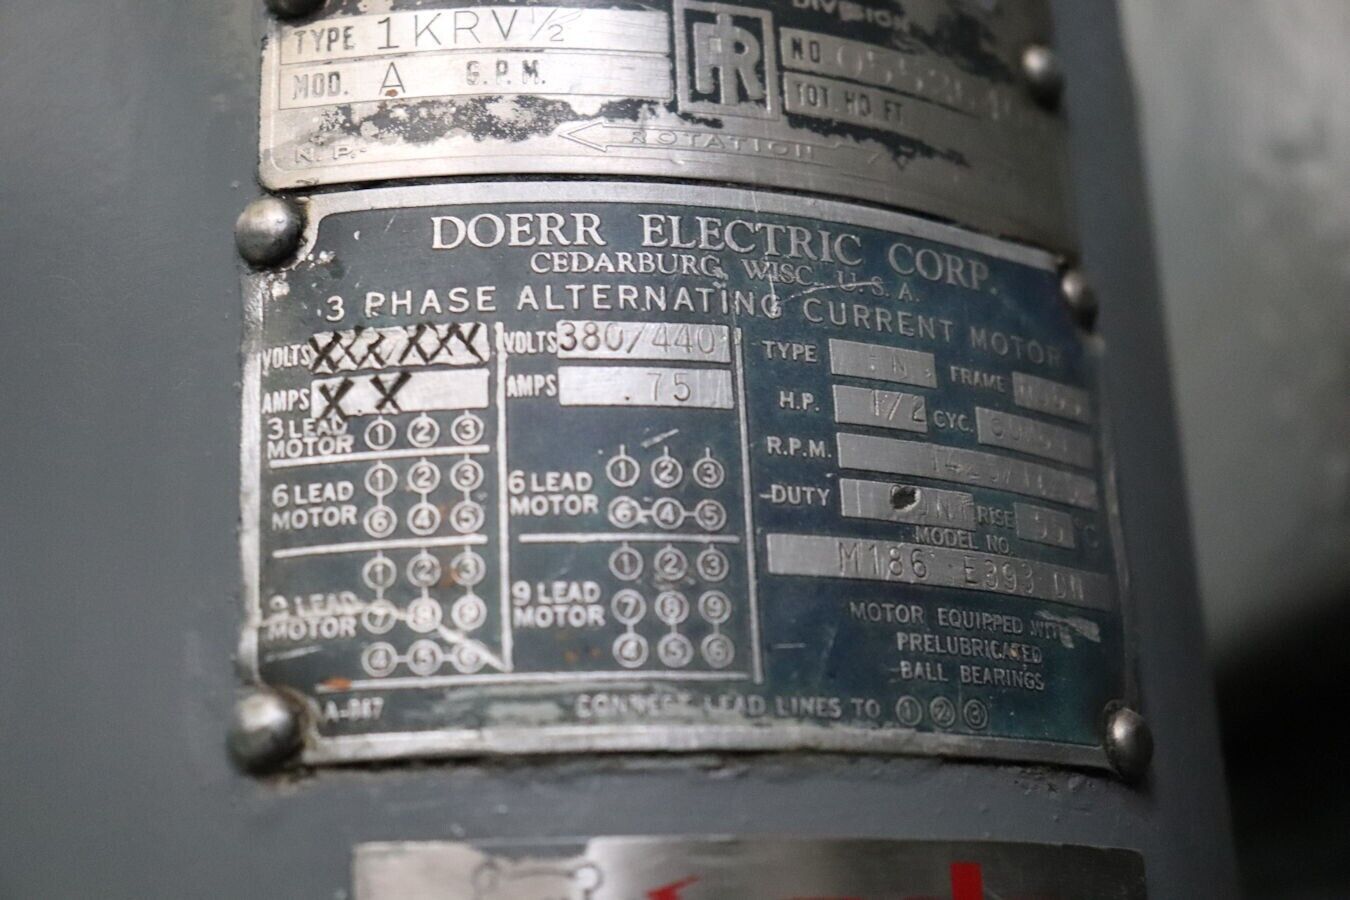 DIVISION
TYPE 1KRV1/2
NO.
MOD. A G.P.M.
TOT. HD. FT.
IR
N.P.
ROTATION
DOERR ELECTRIC CORP.
CEDARBURG, WISC., U.S.A.
3 PHASE ALTERNATING CURRENT MOTOR
VOLTS XXX/XXX VOLTS 380/440 TYPE FRAME
AMPS X.X AMPS .75 H.P. 1/2 CYC.
3 LEAD MOTOR ① ② ③
R.P.M.
6 LEAD MOTOR ① ② ③
⑥ ④ ⑤
6 LEAD MOTOR ① ② ③
⑥-④-⑤
DUTY RISE 55 °C
MODEL NO.
M186 E393 DN
9 LEAD MOTOR ① ② ③
⑦ ⑧ ⑨
④-⑤-⑥
9 LEAD MOTOR ① ② ③
⑦ ⑧ ⑨
④ ⑤ ⑥
MOTOR EQUIPPED WITH
PRELUBRICATED
BALL BEARINGS
CONNECT LEAD LINES TO ① ② ③